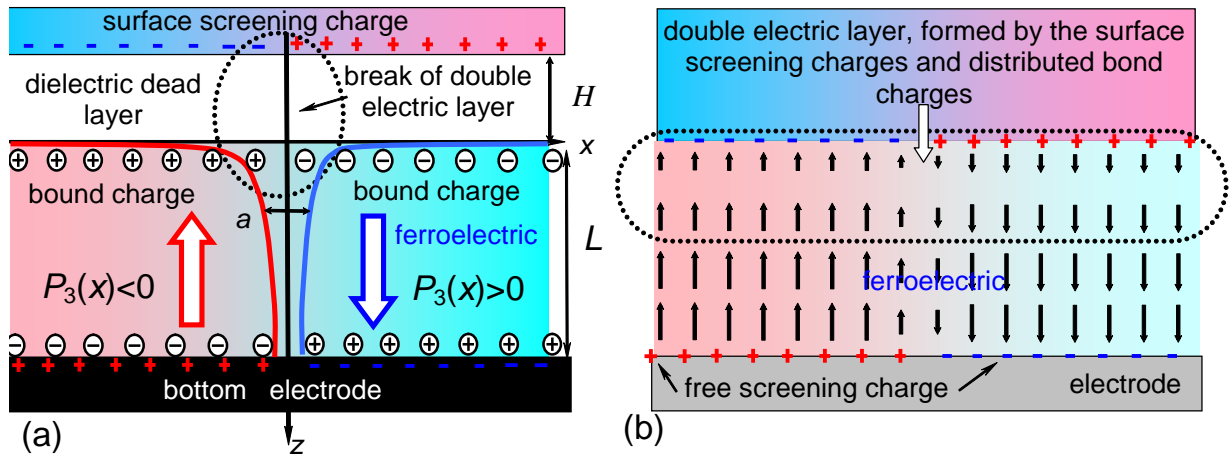 surface screening charge
dielectric dead
layer
break of double
electric layer
H
x
bound charge
bound charge
a
ferroelectric
L
P3(x)<0
P3(x)>0
bottom electrode
(a)
z
double electric layer, formed by the surface
screening charges and distributed bond
charges
ferroelectric
free screening charge
electrode
(b)